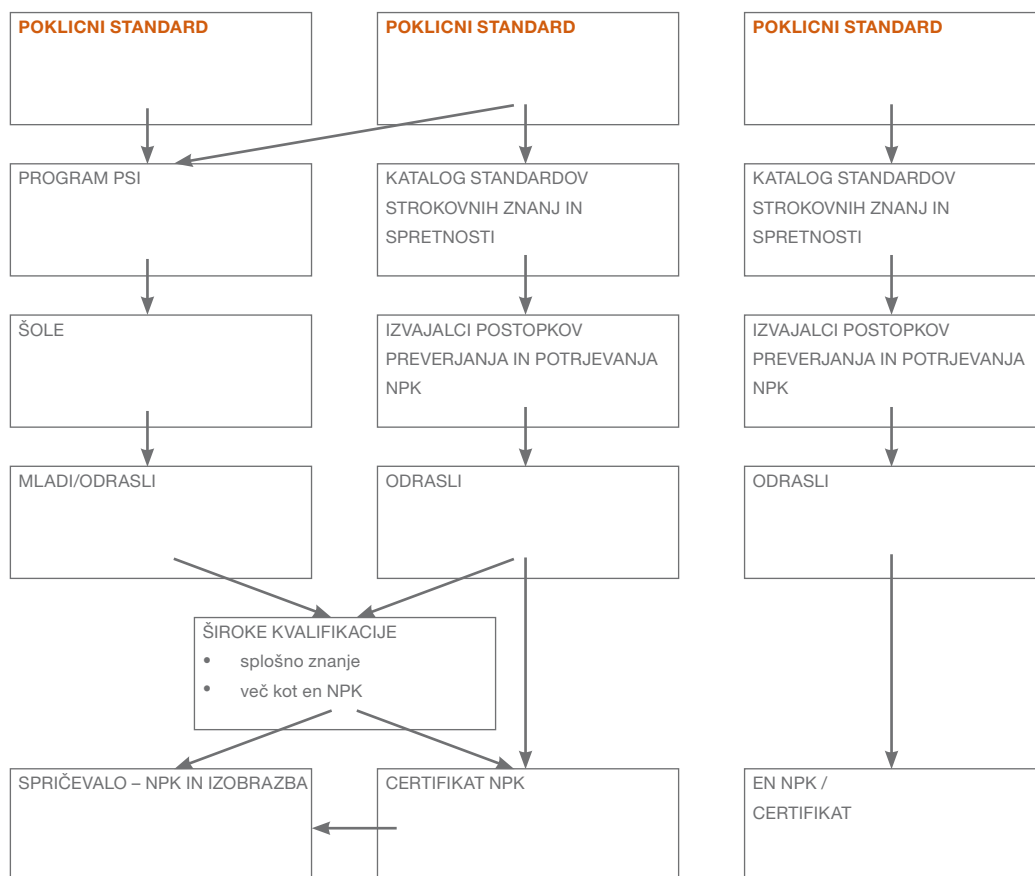 POKLICNI STANDARD
POKLICNI STANDARD
POKLICNI STANDARD
PROGRAM PSI
KATALOG STANDARDOV
STROKOVNIH ZNANJ IN
SPRETNOSTI
KATALOG STANDARDOV
STROKOVNIH ZNANJ IN
SPRETNOSTI
ŠOLE
IZVAJALCI POSTOPKOV
PREVERJANJA IN POTRJEVANJA
NPK
IZVAJALCI POSTOPKOV
PREVERJANJA IN POTRJEVANJA
NPK
MLADI/ODRASLI
ODRASLI
ODRASLI
ŠIROKE KVALIFIKACIJE
• splošno znanje
• več kot en NPK
SPRIČEVALO – NPK IN IZOBRAZBA
CERTIFIKAT NPK
EN NPK /
CERTIFIKAT